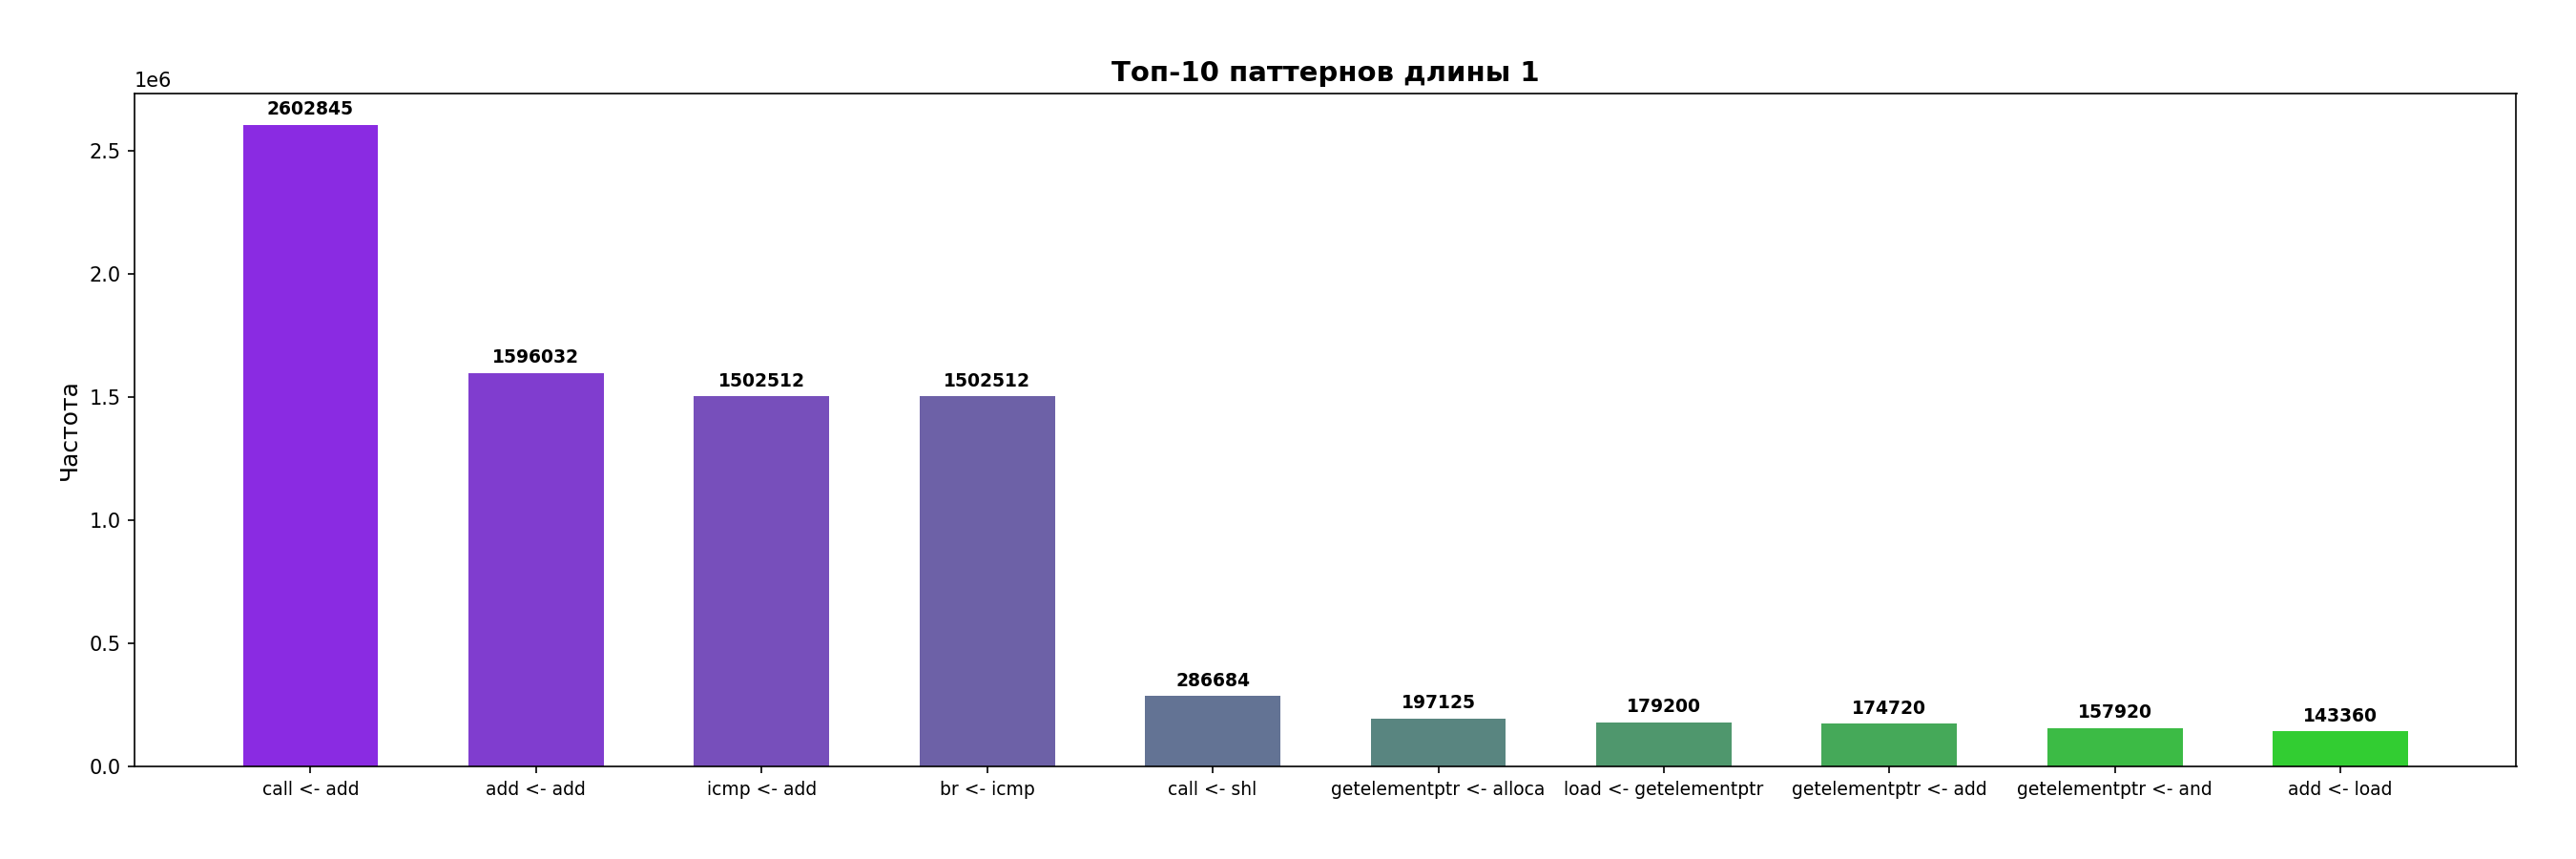 Топ-10 паттернов длины 1
1e6
2602845
2.5
2.0
1596032
1502512
1502512
1.5
Частота
1.0
0.5
286684
197125
179200
174720
157920
143360
0.0
call <- add
add <- add
icmp <- add
br <- icmp
call <- shl
getelementptr <- alloca
load <- getelementptr
getelementptr <- add
getelementptr <- and
add <- load